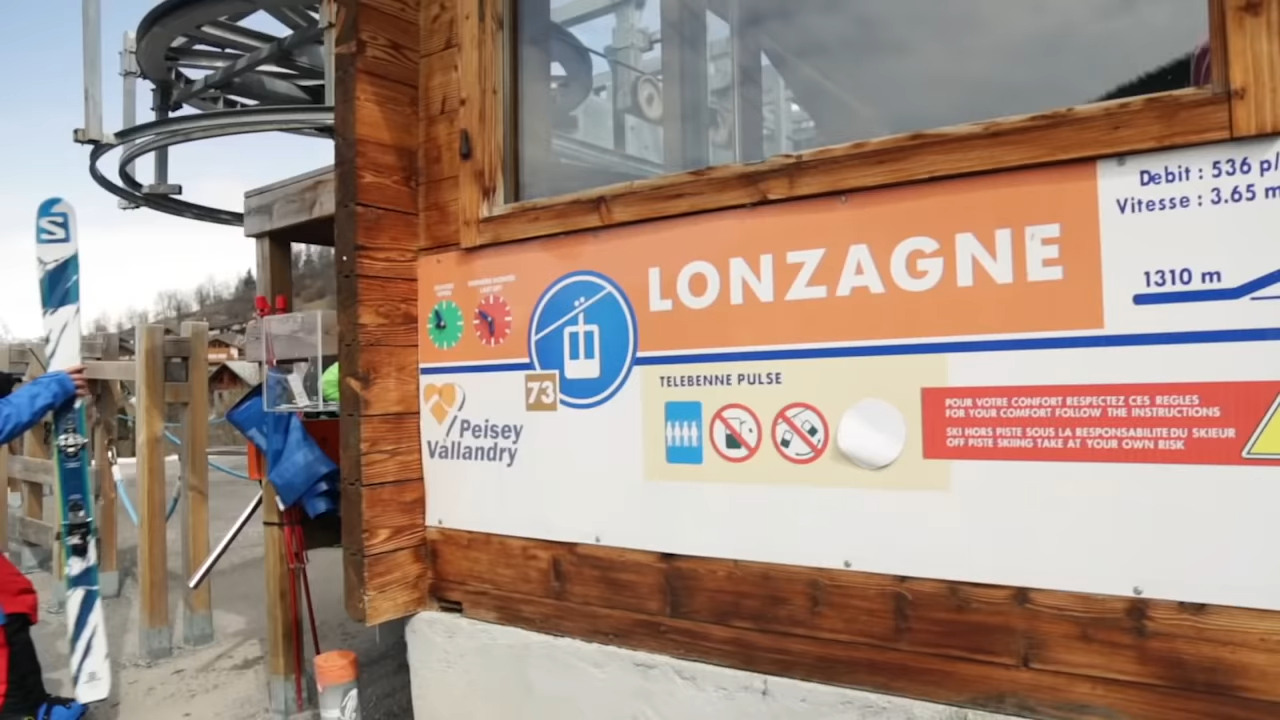 Debit : 536 pl
Vitesse : 3.65 m
LONZAGNE
1310 m
73
TELEBENNE PULSE
Peisey
Vallandry
POUR VOTRE CONFORT RESPECTEZ CES REGLES
FOR YOUR COMFORT FOLLOW THE INSTRUCTIONS
SKI HORS PISTE SOUS LA RESPONSABILITE DU SKIEUR
OFF PISTE SKIING TAKE AT YOUR OWN RISK
S